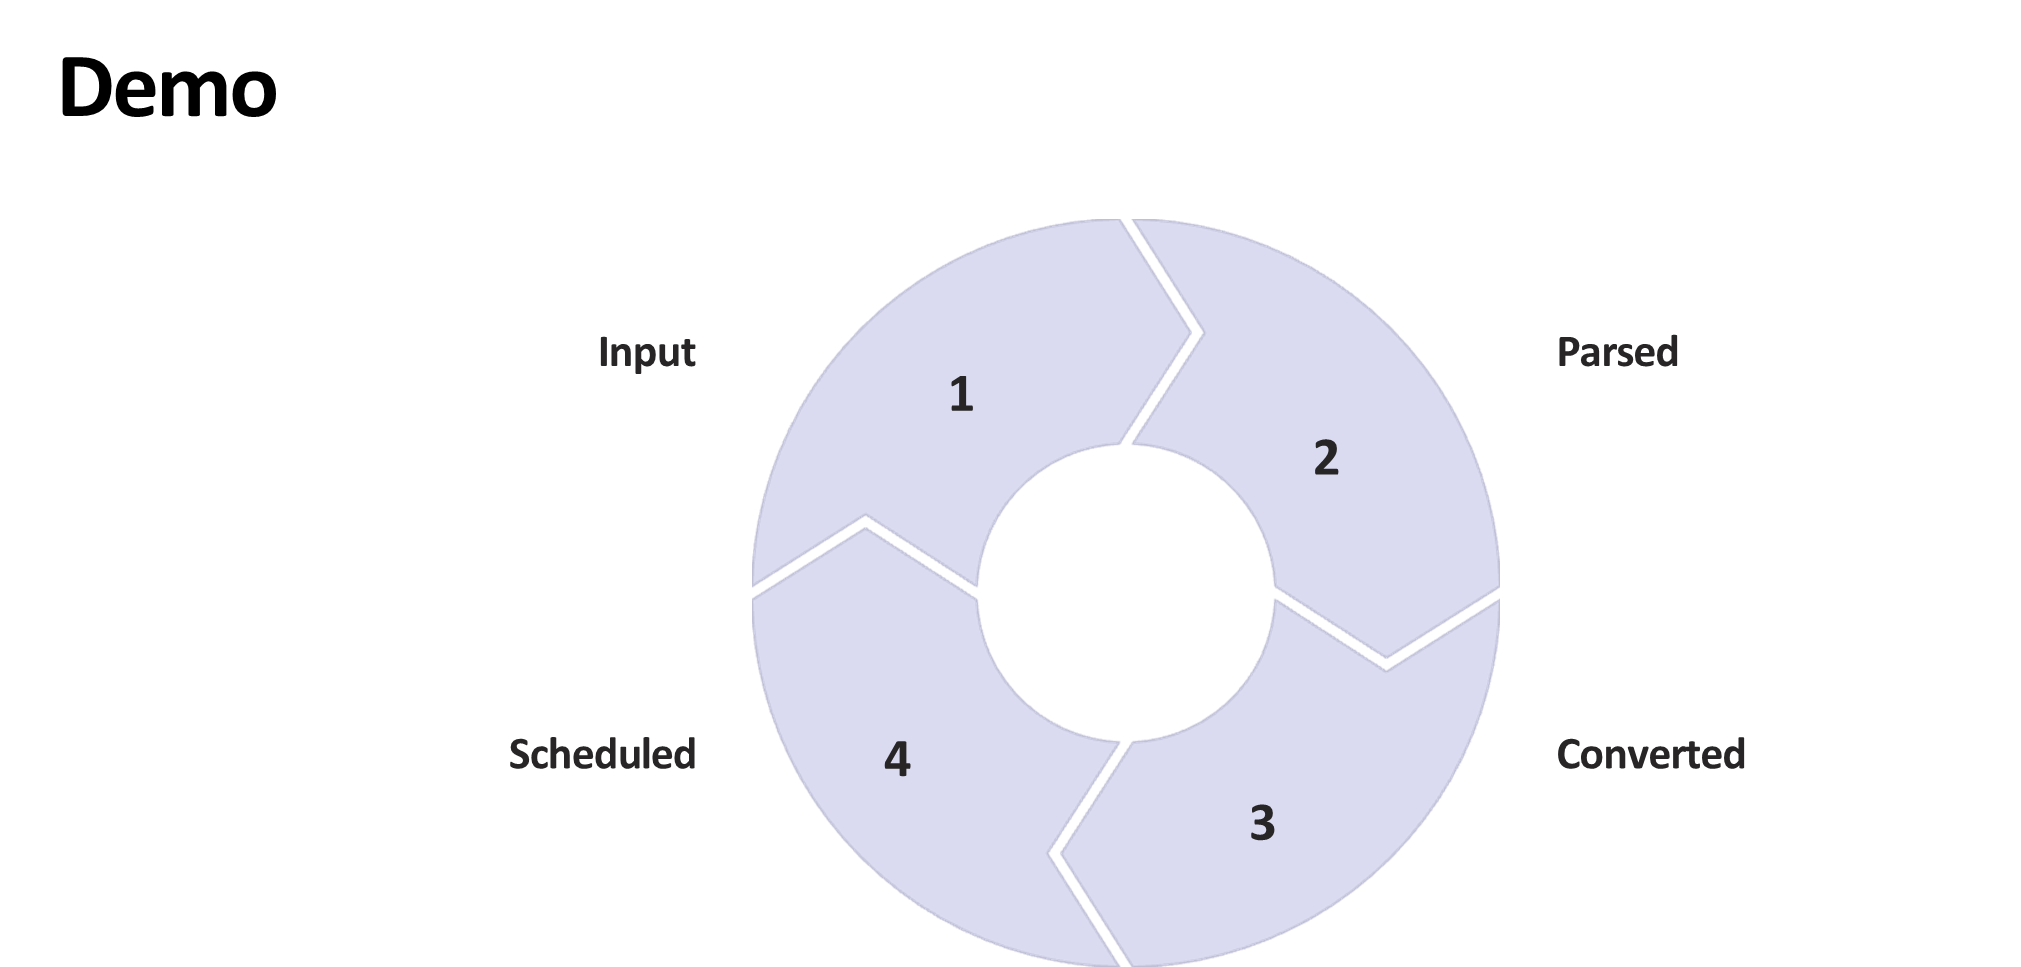 Demo
Input
1
Parsed
2
Converted
3
Scheduled
4